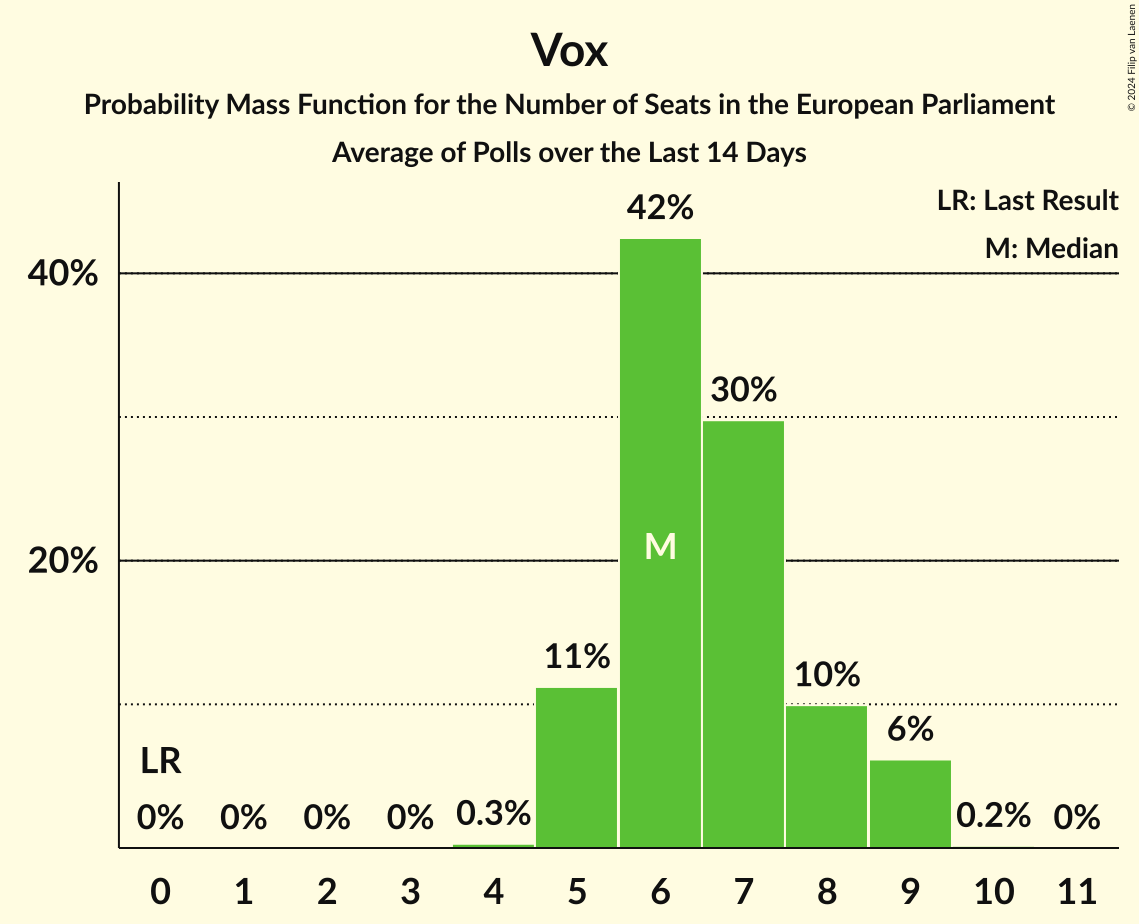 Vox
Probability Mass Function for the Number of Seats in the European Parliament
Average of Polls over the Last 14 Days
© 2024 Filip van Laenen
LR: Last Result
M: Median
40%
20%
42%
30%
M
11%
10%
6%
LR
0%
0%
0%
0%
0.3%
0.2%
0%
0 1 2 3 4 5 6 7 8 9 10 11